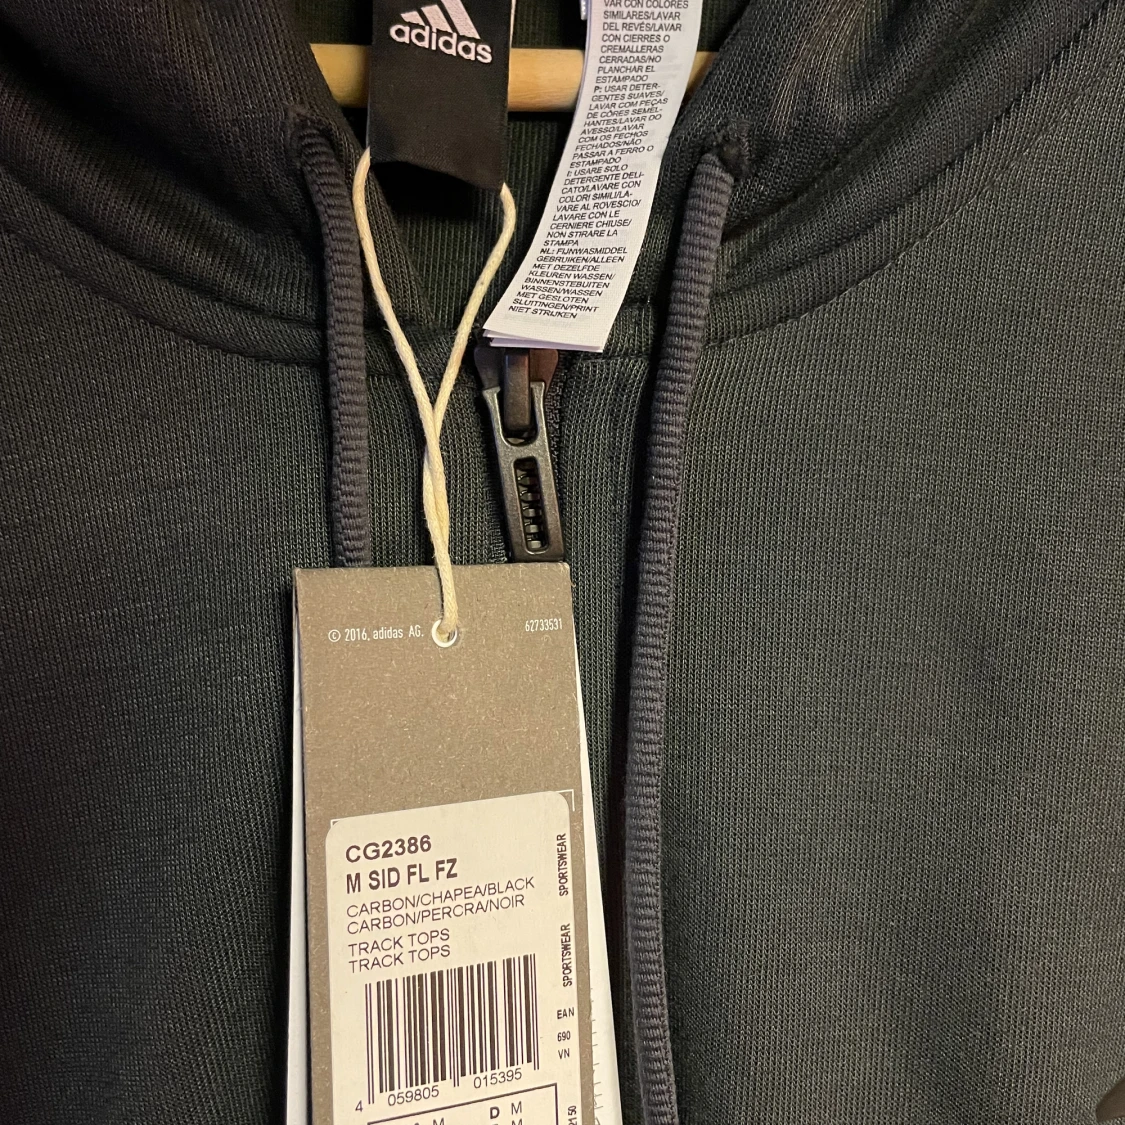 adidas
VAR CON COLORES
SIMILARES/LAVAR
DEL REVÉS/LAVAR
CON CIERRES O
CREMALLERAS
CERRADAS/NO
PLANCHAR EL
ESTAMPADO
P: USAR DETER-
GENTES SUAVES/
LAVAR COM PEÇAS
DE CÔRES SEMEL-
HANTES/LAVAR DO
AVESSO/LAVAR
COM OS FECHOS
FECHADOS/NÃO
PASSAR A FERRO O
ESTAMPADO
I: USARE SOLO
DETERGENTE DELI-
CATO/LAVARE CON
COLORI SIMILI/LA-
VARE AL ROVESCIO/
LAVARE CON LE
CERNIERE CHIUSE/
NON STIRARE LA
STAMPA
NL: FIJNWASMIDDEL
GEBRUIKEN/ALLEEN
MET DEZELFDE
KLEUREN WASSEN/
BINNENSTEBUITEN
WASSEN/WASSEN
MET GESLOTEN
SLUITINGEN/PRINT
NIET STRIJKEN
© 2016, adidas AG.
62733531
CG2386
M SID FL FZ
CARBON/CHAPEA/BLACK
CARBON/PERCRA/NOIR
TRACK TOPS
TRACK TOPS
SPORTSWEAR
SPORTSWEAR
EAN
690
VN
4 059805 015395
D M